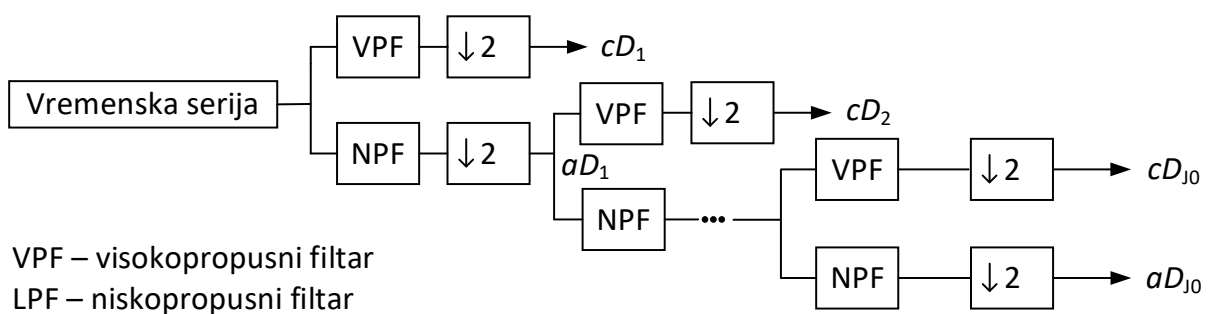 VPF
↓2
cD1
Vremenska serija
NPF
↓2
aD1
VPF
↓2
cD2
NPF
•••
VPF
↓2
cDJ0
NPF
↓2
aDJ0
VPF – visokopropusni filtar
LPF – niskopropusni filtar